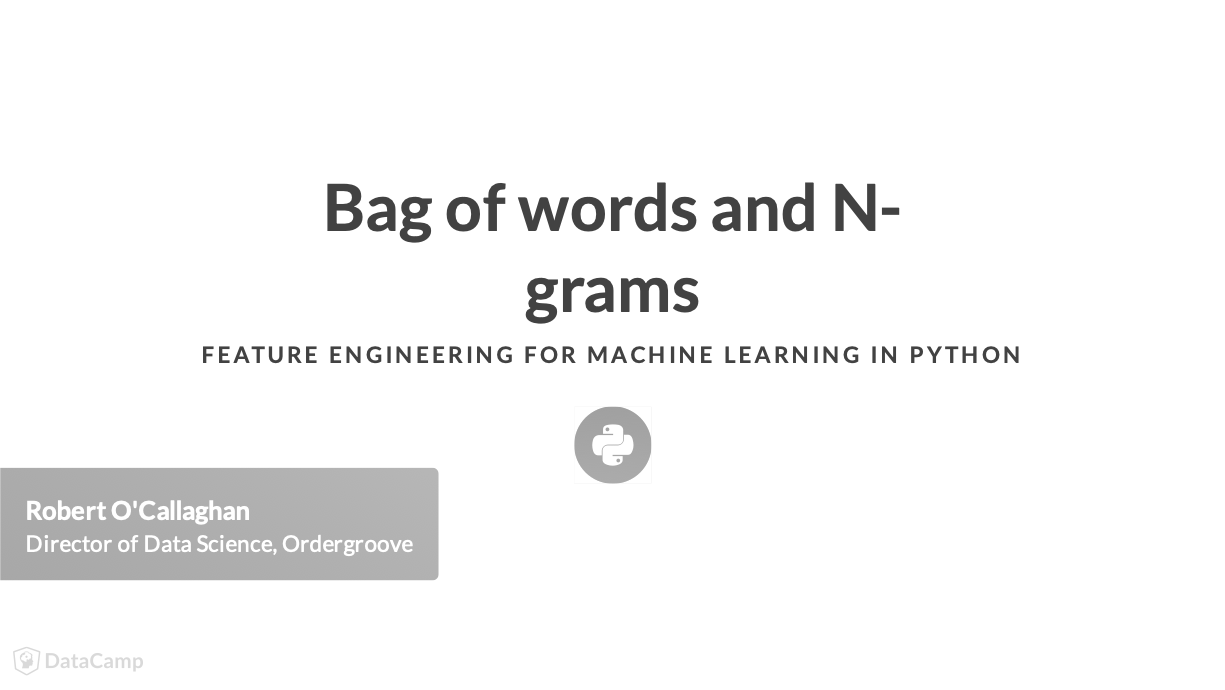 Bag of words and N-
grams
FEATURE ENGINEERING FOR MACHINE LEARNING IN PYTHON
Robert O'Callaghan
Director of Data Science, Ordergroove
DataCamp